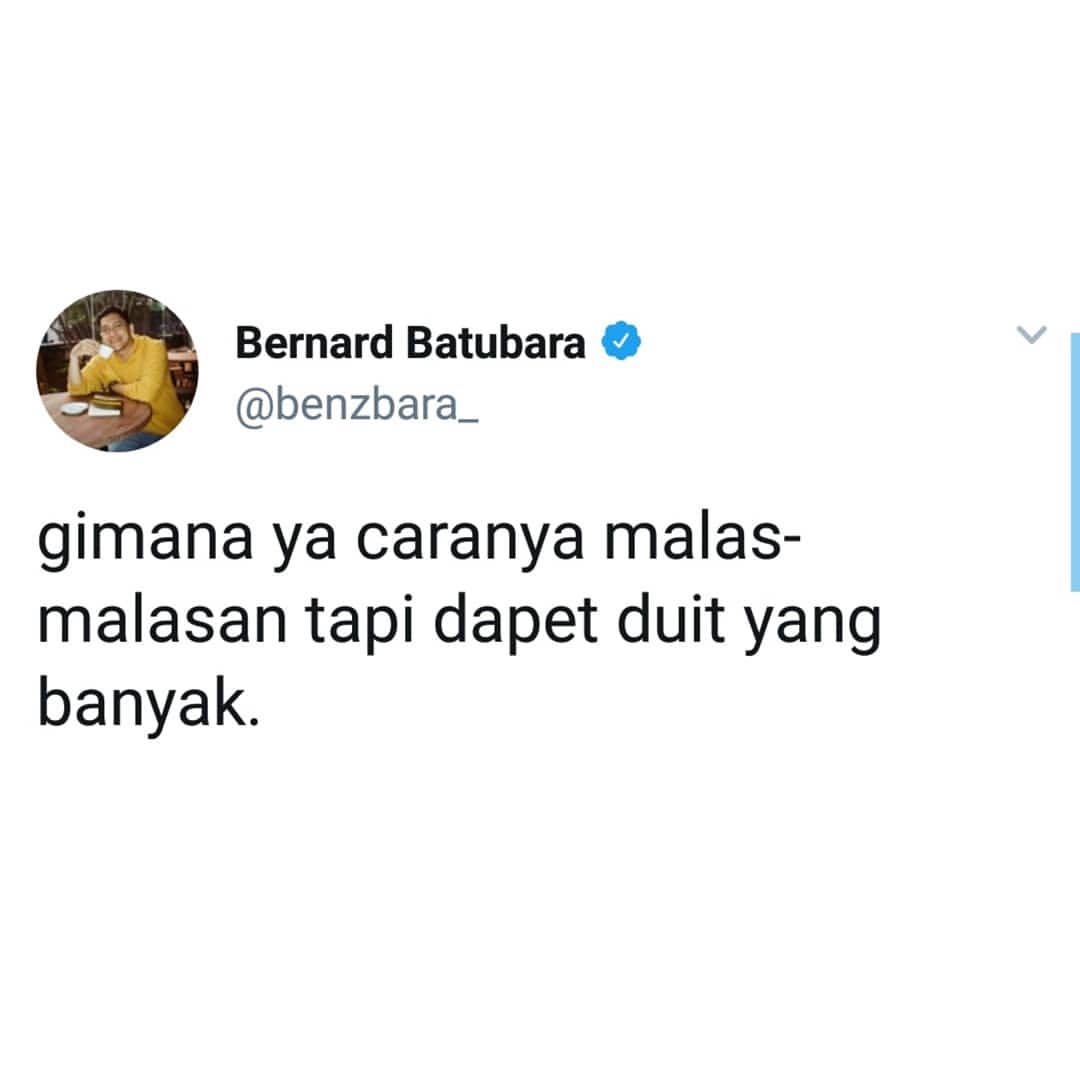 Bernard Batubara
@benzbara_
gimana ya caranya malas-
malasan tapi dapet duit yang
banyak.